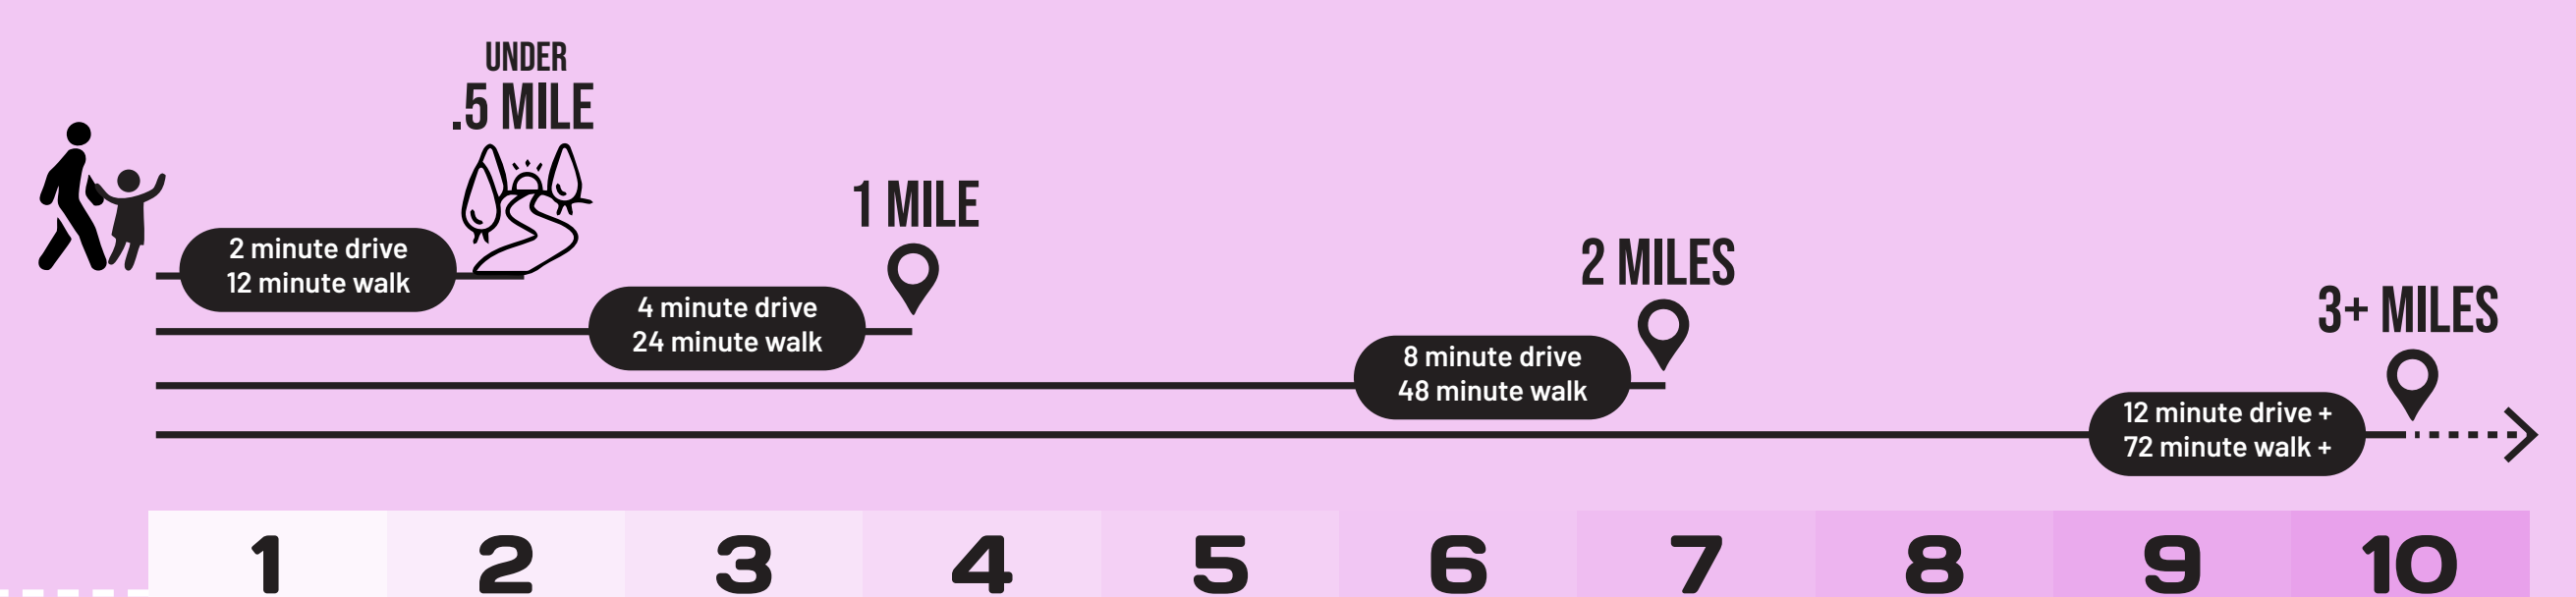 UNDER
.5 MILE
2 minute drive
12 minute walk
1 MILE
4 minute drive
24 minute walk
2 MILES
8 minute drive
48 minute walk
3+ MILES
12 minute drive +
72 minute walk +
1 2 3 4 5 6 7 8 9 10